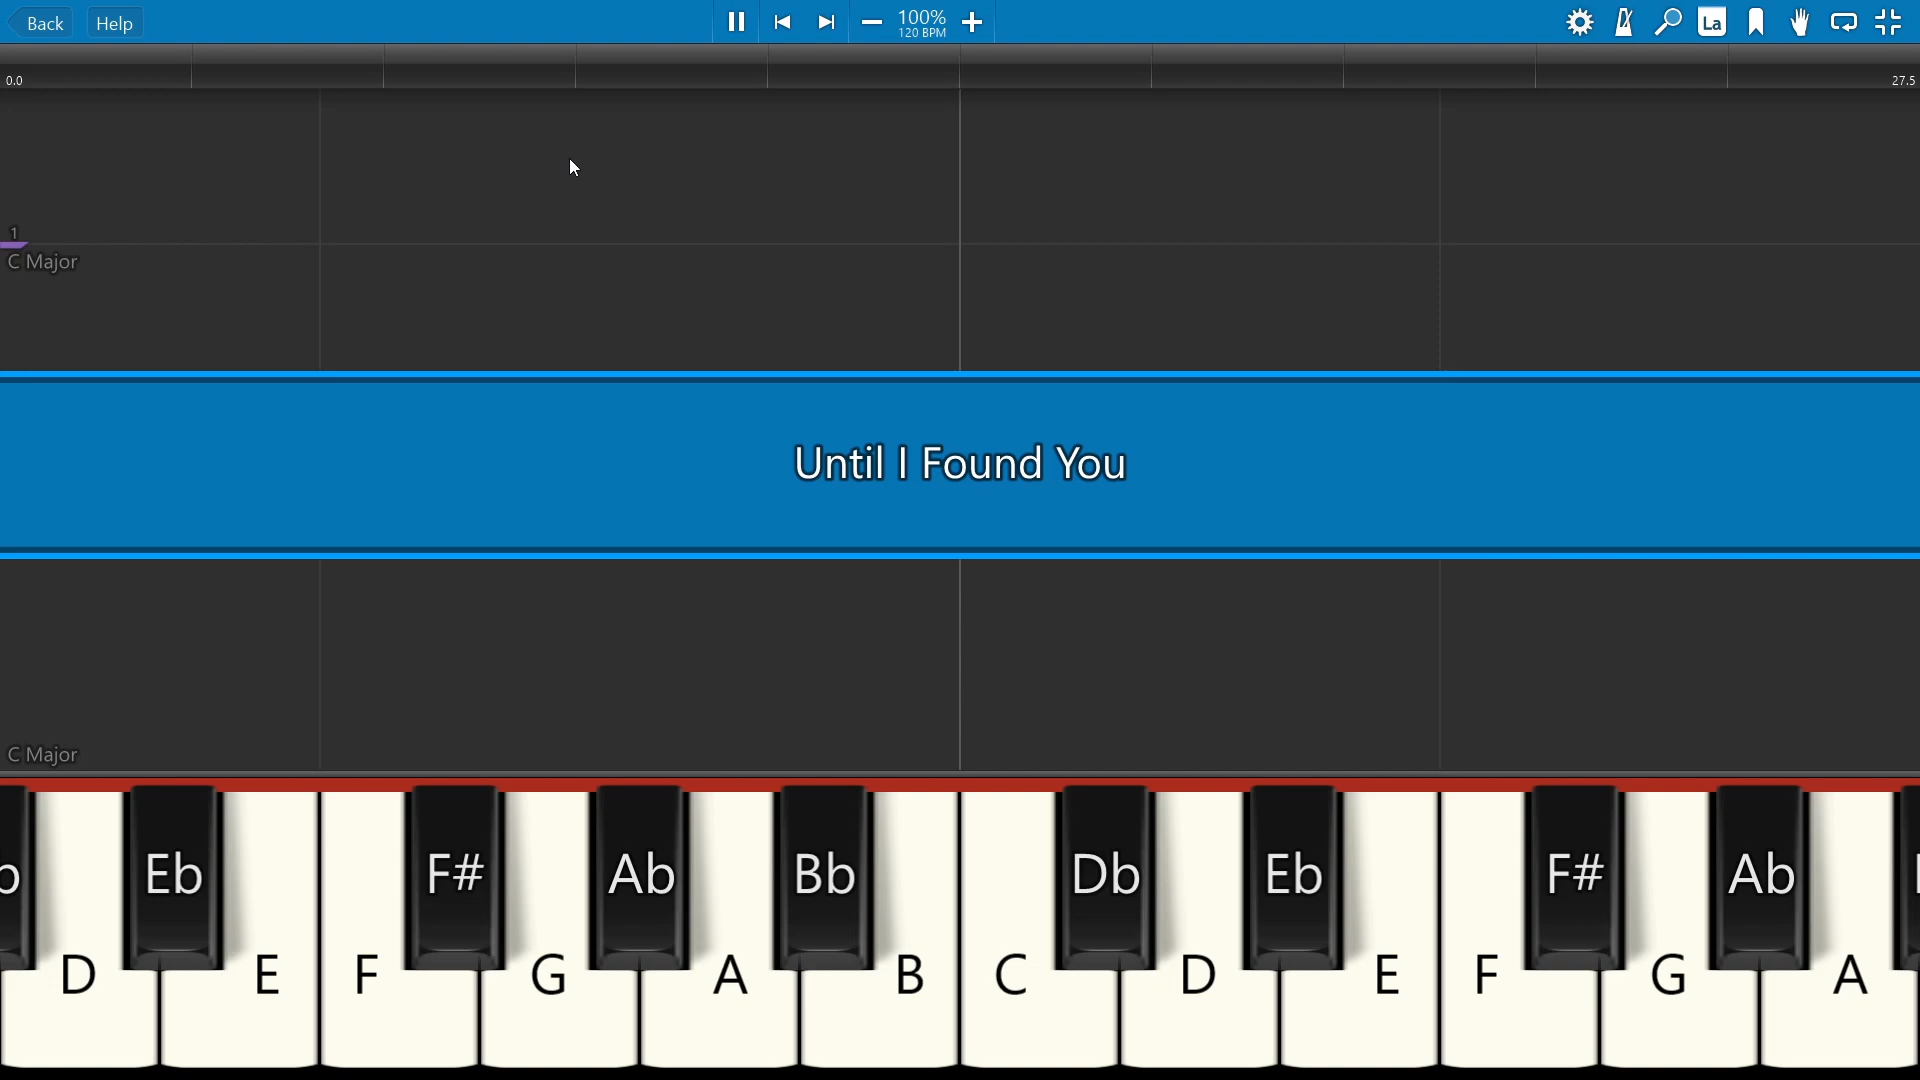 Back
Help
100%
120 BPM
La
0.0
27.5
1
C Major
Until I Found You
C Major
Eb
F#
Ab
Bb
Db
Eb
F#
Ab
D
E
F
G
A
B
C
D
E
F
G
A